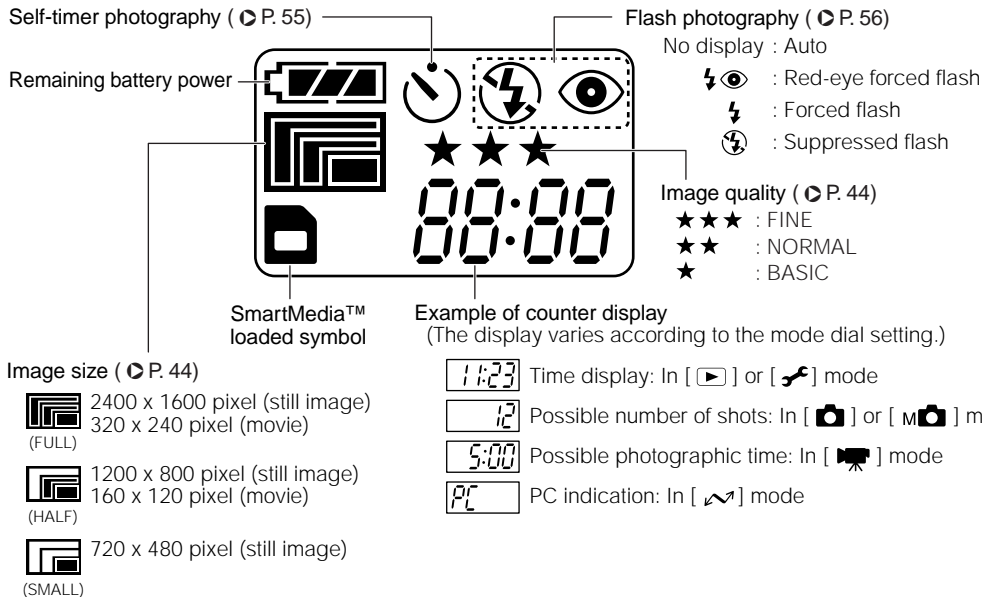 Self-timer photography ( P. 55)
Flash photography ( P. 56)
No display : Auto
: Red-eye forced flash
: Forced flash
: Suppressed flash
Remaining battery power
88:88
Image quality ( P. 44)
★★★ : FINE
★★ : NORMAL
★ : BASIC
SmartMedia™
loaded symbol
Example of counter display
(The display varies according to the mode dial setting.)
11:23 Time display: In [ ] or [ ] mode
12 Possible number of shots: In [ ] or [ M ] m
5:00 Possible photographic time: In [ ] mode
PC PC indication: In [ ] mode
Image size ( P. 44)
2400 x 1600 pixel (still image)
320 x 240 pixel (movie)
(FULL)
1200 x 800 pixel (still image)
160 x 120 pixel (movie)
(HALF)
720 x 480 pixel (still image)
(SMALL)